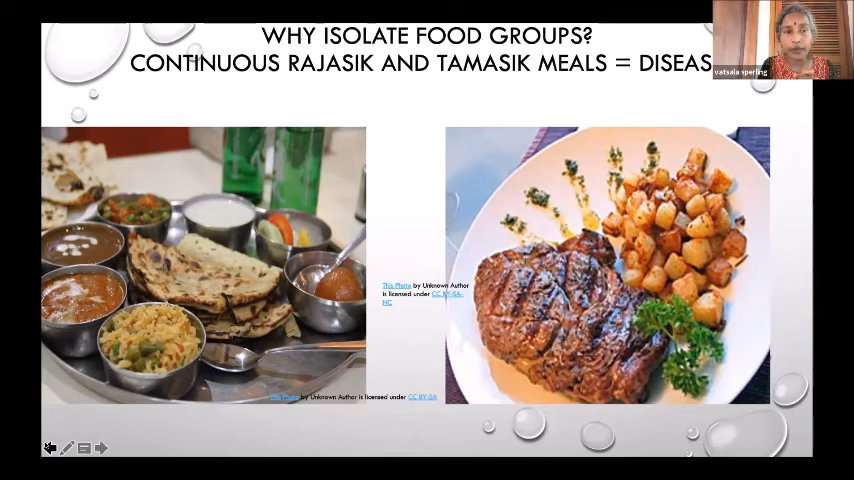 WHY ISOLATE FOOD GROUPS?
CONTINUOUS RAJASIK AND TAMASIK MEALS = DISEAS
vatsala sperling
This Photo by Unknown Author
is licensed under CC BY-SA-
NC
This Photo by Unknown Author is licensed under CC BY-SA